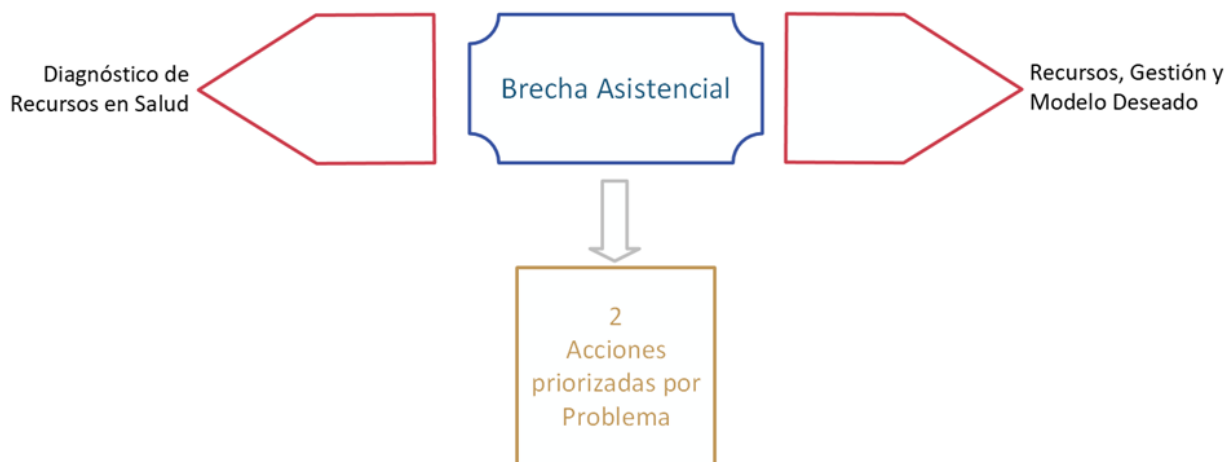 Diagnóstico de
Recursos en Salud
Brecha Asistencial
Recursos, Gestión y
Modelo Deseado
2
Acciones
priorizadas por
Problema